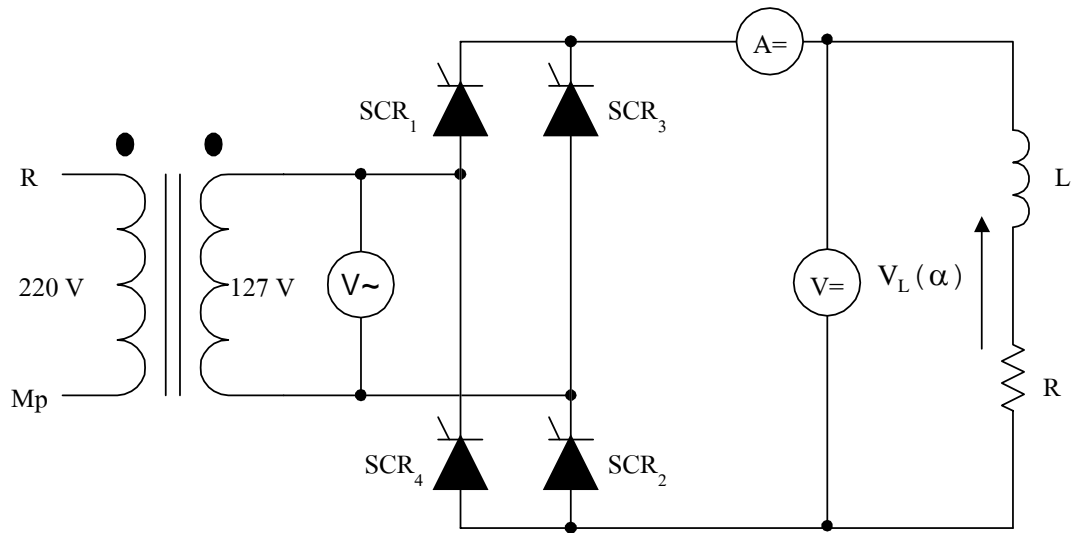 A=
SCR1
SCR3
R
L
220 V
127 V
V~
V=
VL(α)
Mp
R
SCR4
SCR2